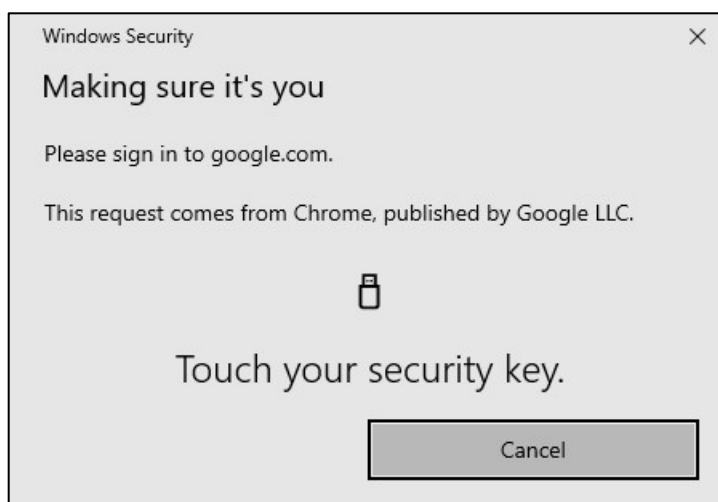 Windows Security
Making sure it's you
Please sign in to google.com.
This request comes from Chrome, published by Google LLC.
Touch your security key.
Cancel